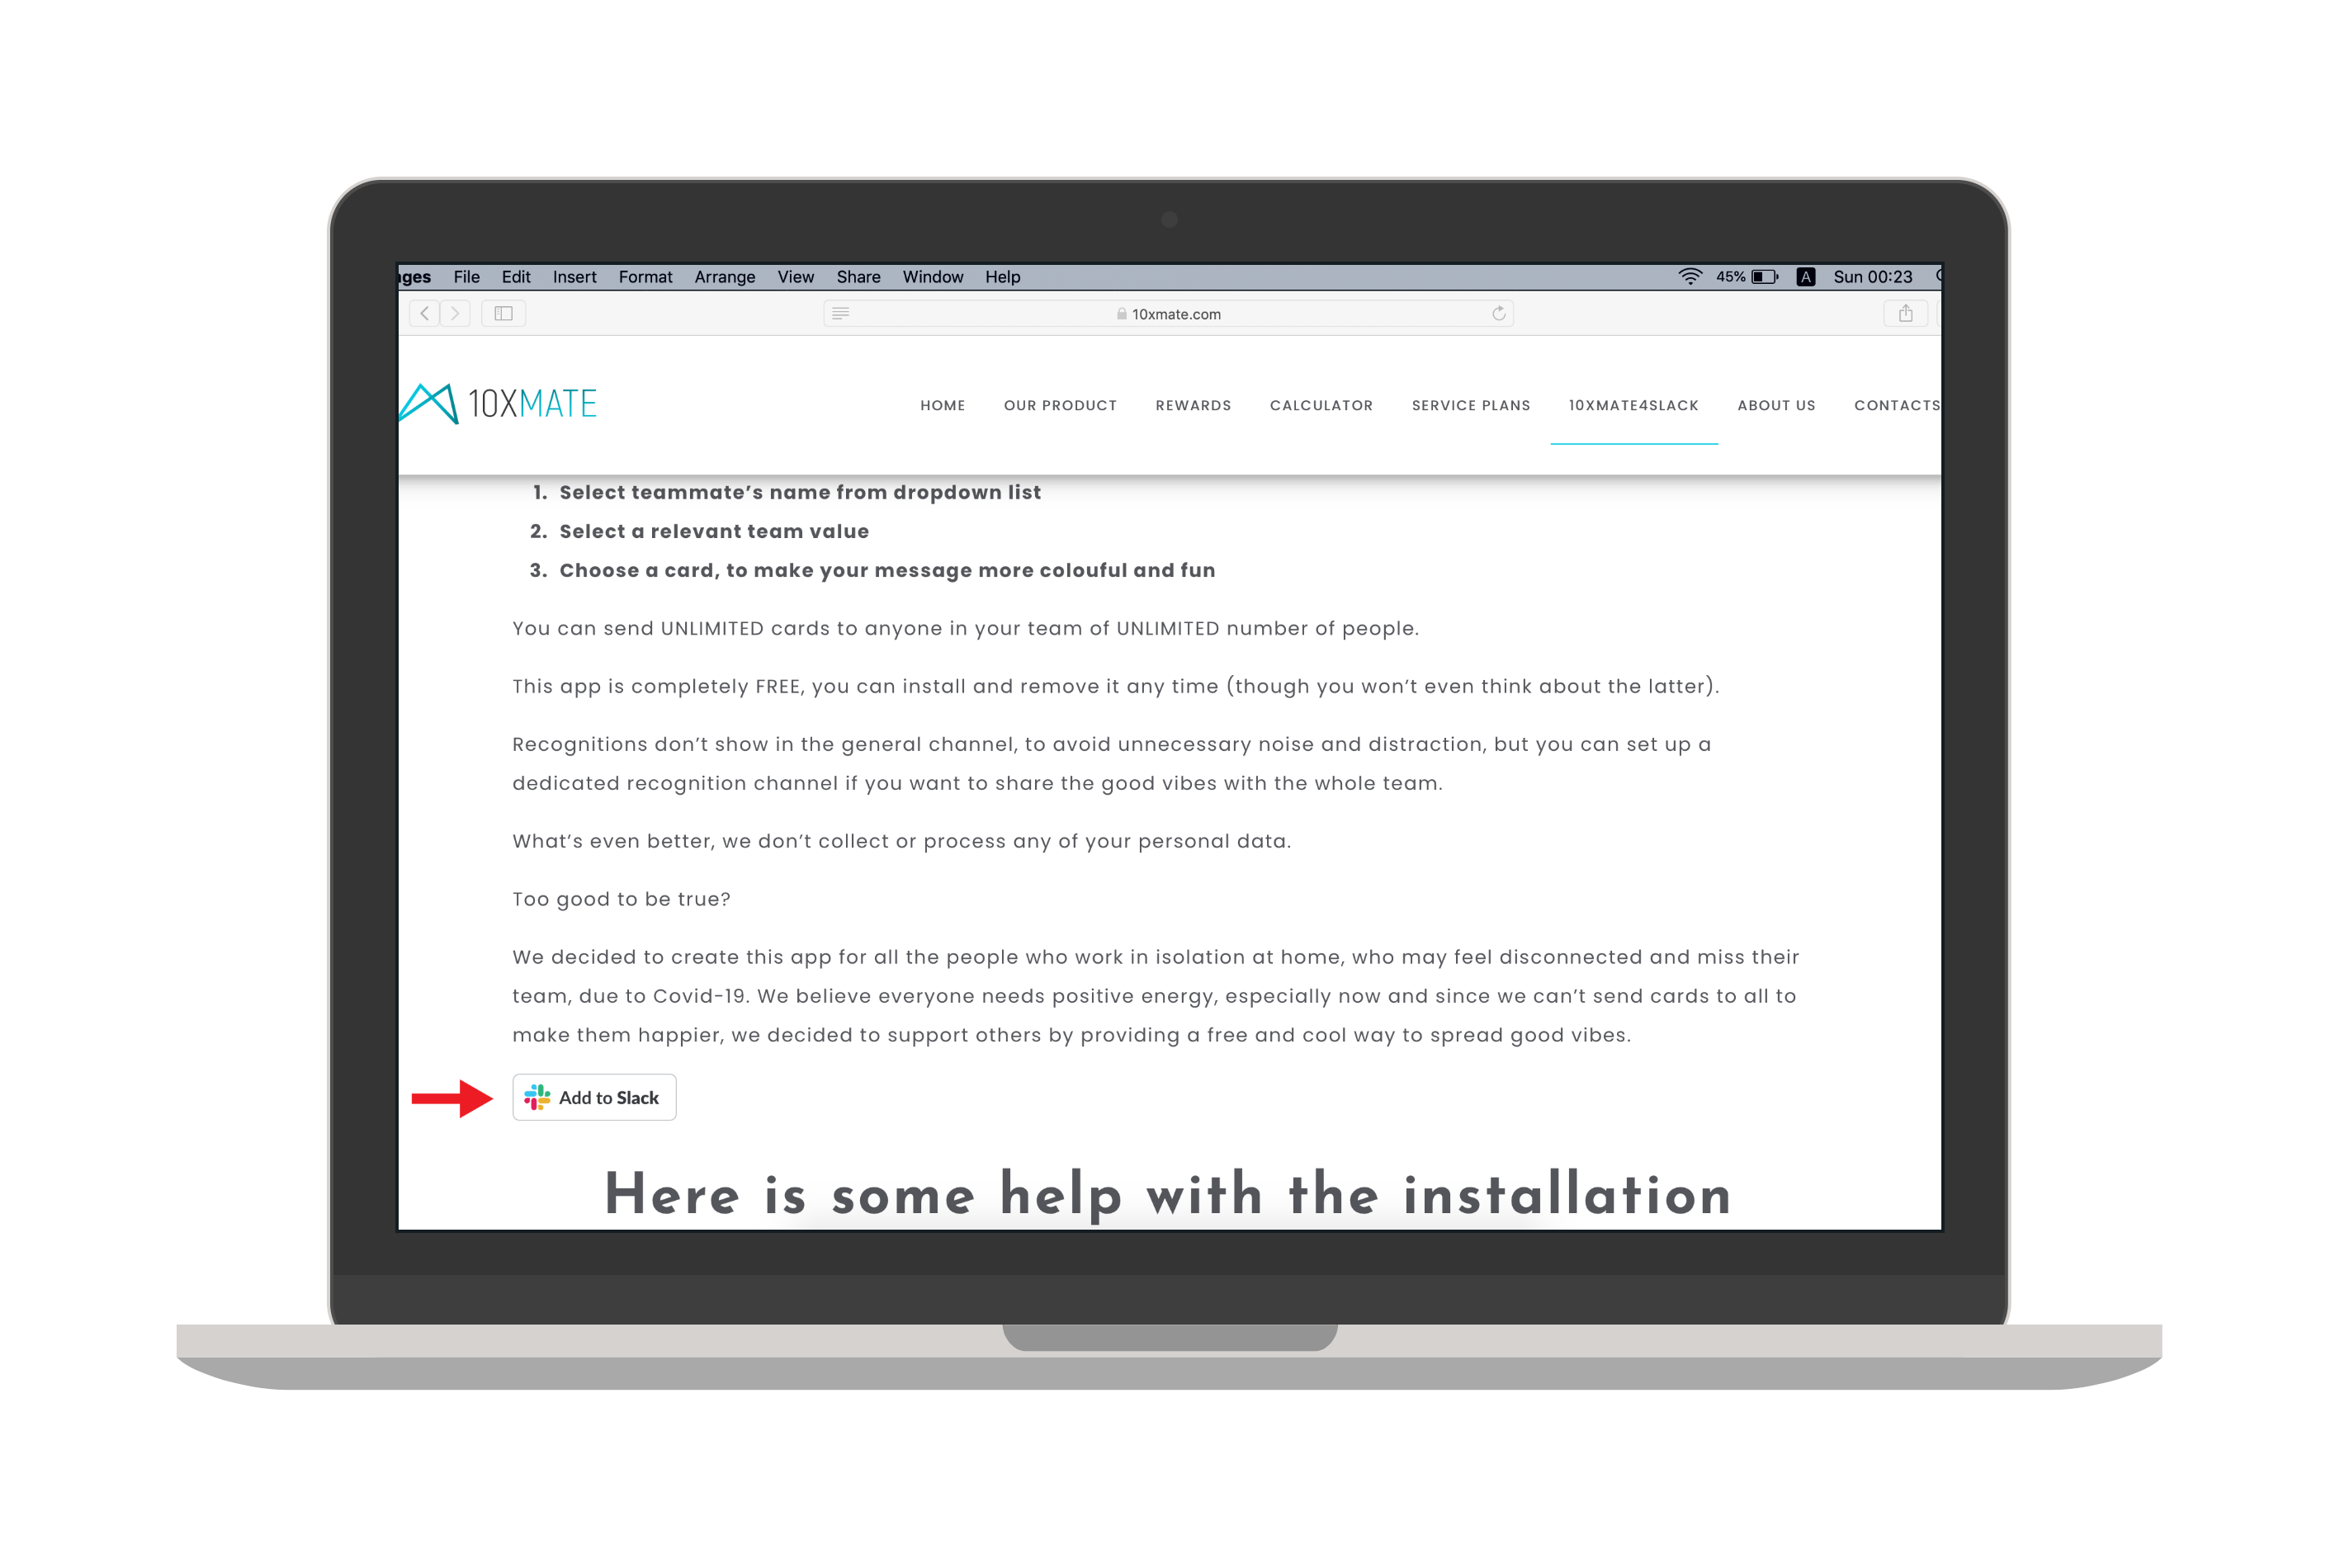 ages File Edit Insert Format Arrange View Share Window Help 45% A Sun 00:23
10xmate.com
10XMATE HOME OUR PRODUCT REWARDS CALCULATOR SERVICE PLANS 10XMATE4SLACK ABOUT US CONTACTS
1. Select teammate’s name from dropdown list
2. Select a relevant team value
3. Choose a card, to make your message more colouful and fun
You can send UNLIMITED cards to anyone in your team of UNLIMITED number of people.
This app is completely FREE, you can install and remove it any time (though you won’t even think about the latter).
Recognitions don’t show in the general channel, to avoid unnecessary noise and distraction, but you can set up a
dedicated recognition channel if you want to share the good vibes with the whole team.
What’s even better, we don’t collect or process any of your personal data.
Too good to be true?
We decided to create this app for all the people who work in isolation at home, who may feel disconnected and miss their
team, due to Covid-19. We believe everyone needs positive energy, especially now and since we can’t send cards to all to
make them happier, we decided to support others by providing a free and cool way to spread good vibes.
Add to Slack
Here is some help with the installation